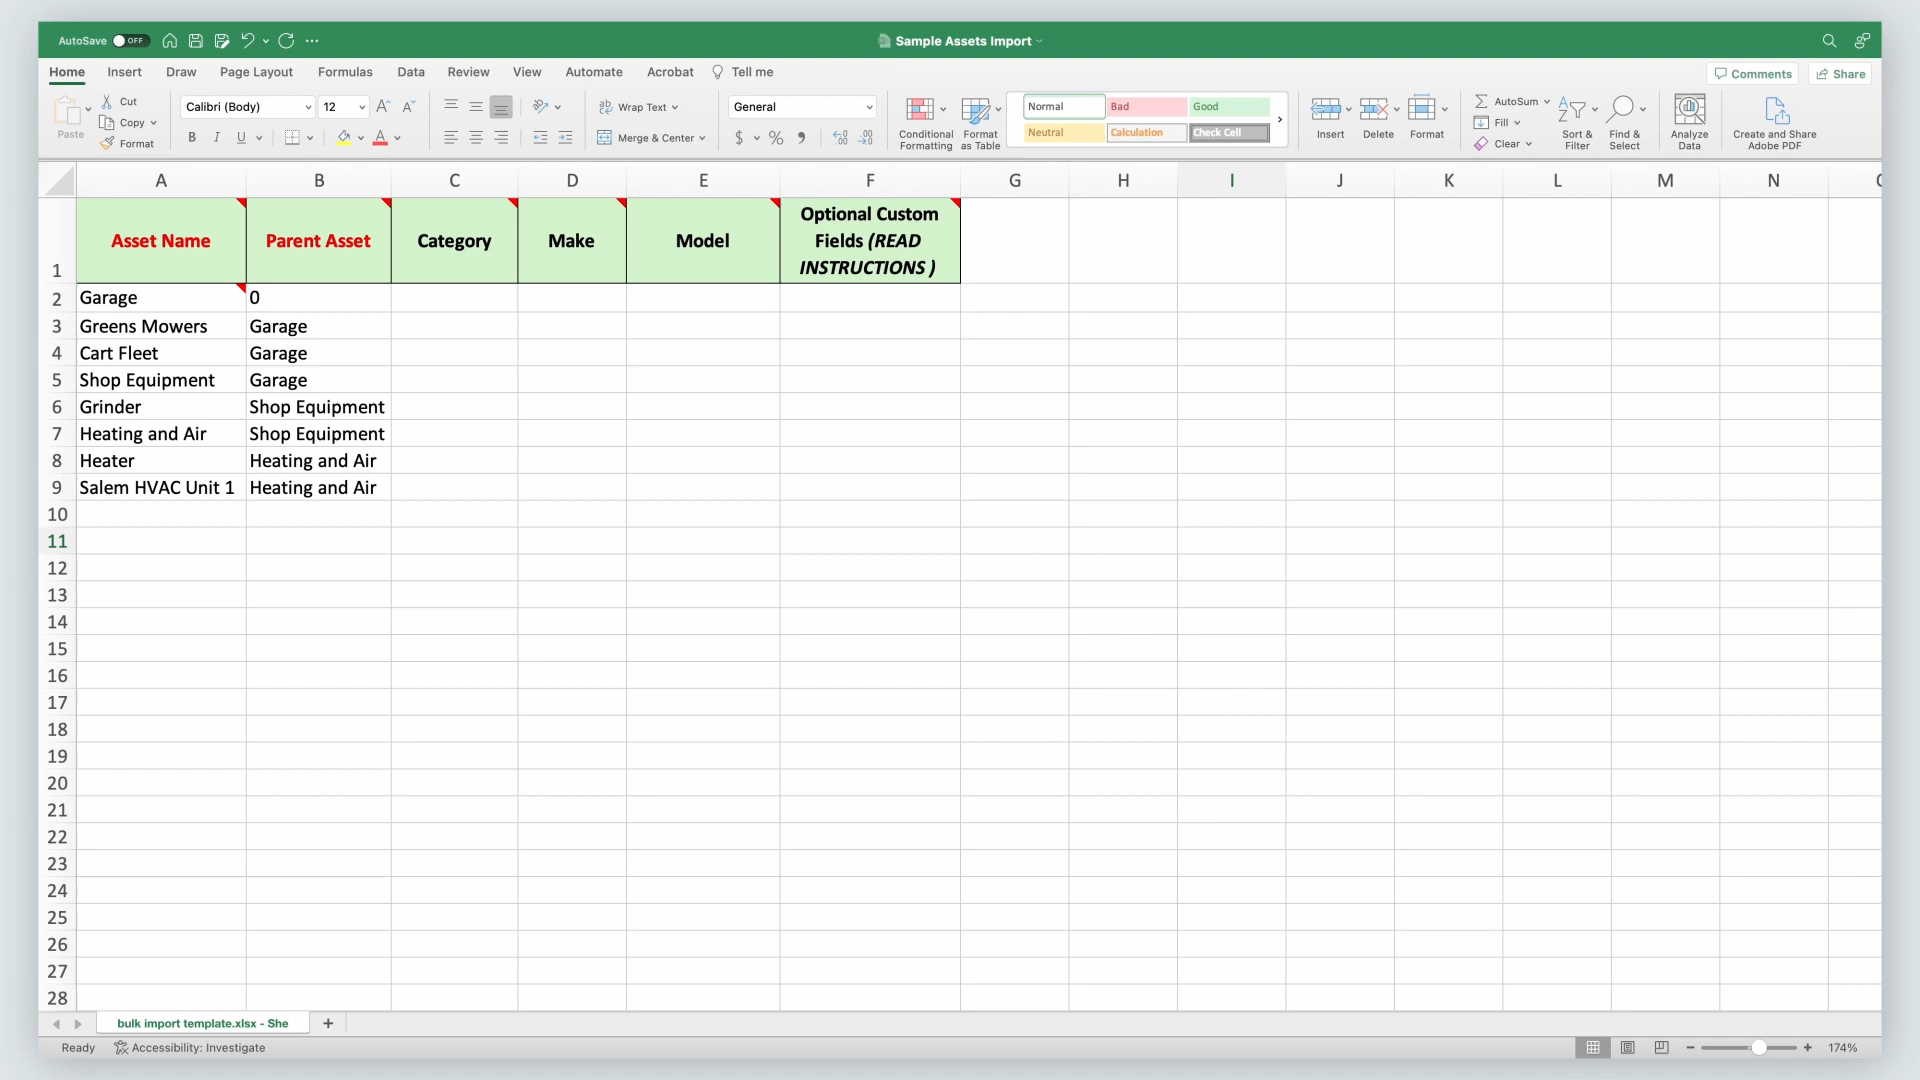 AutoSave OFF
Sample Assets Import
Home Insert Draw Page Layout Formulas Data Review View Automate Acrobat Tell me
Comments Share
Paste
Cut
Copy
Format
Calibri (Body) 12
B I U
Wrap Text
Merge & Center
General
$ % 
Conditional Formatting
Format as Table
Normal Bad Good
Neutral Calculation Check Cell
Insert Delete Format
AutoSum
Fill
Clear
Sort & Filter
Find & Select
Analyze Data
Create and Share Adobe PDF
A B C D E F G H I J K L M N
1 Asset Name Parent Asset Category Make Model
Optional Custom
Fields (READ
INSTRUCTIONS )
2 Garage 0
3 Greens Mowers Garage
4 Cart Fleet Garage
5 Shop Equipment Garage
6 Grinder Shop Equipment
7 Heating and Air Shop Equipment
8 Heater Heating and Air
9 Salem HVAC Unit 1 Heating and Air
10
11
12
13
14
15
16
17
18
19
20
21
22
23
24
25
26
27
28
bulk import template.xlsx - She
Ready Accessibility: Investigate
174%